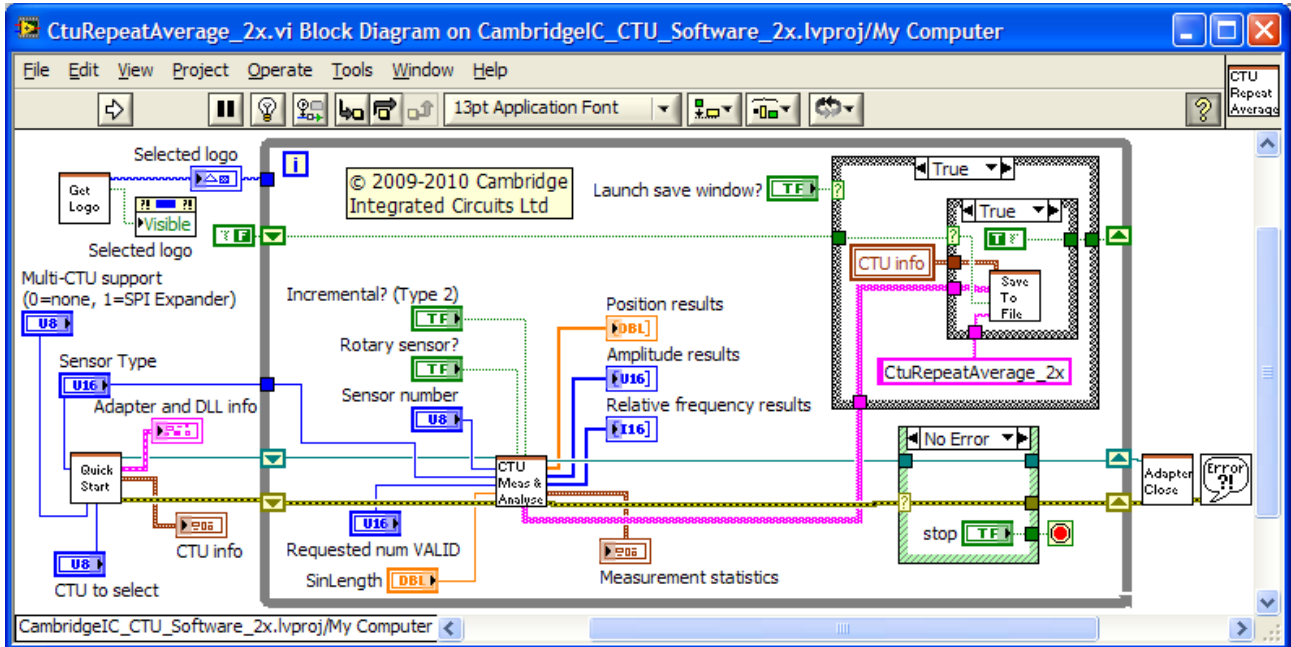 CtuRepeatAverage_2x.vi Block Diagram on CambridgeIC_CTU_Software_2x.lvproj/My Computer
File Edit View Project Operate Tools Window Help
CTU
Repeat
Average
13pt Application Font
?
Selected logo
i
© 2009-2010 Cambridge
Integrated Circuits Ltd
Launch save window?
TF
?
True
Get
Logo
?!
?!
Visible
Selected logo
F
True
?
T
Multi-CTU support
(0=none, 1=SPI Expander)
U8
CTU info
Save
To
File
Incremental? (Type 2)
TF
Position results
DBL
Rotary sensor?
TF
Amplitude results
U16
CtuRepeatAverage_2x
Sensor Type
U16
Sensor number
U8
Relative frequency results
I16
Adapter and DLL info
No Error
Quick
Start
CTU
Meas &
Analyse
Adapter
Close
Error
?!
?
CTU info
U16
Requested num VALID
stop
TF
U8
CTU to select
SinLength
DBL
Measurement statistics
CambridgeIC_CTU_Software_2x.lvproj/My Computer